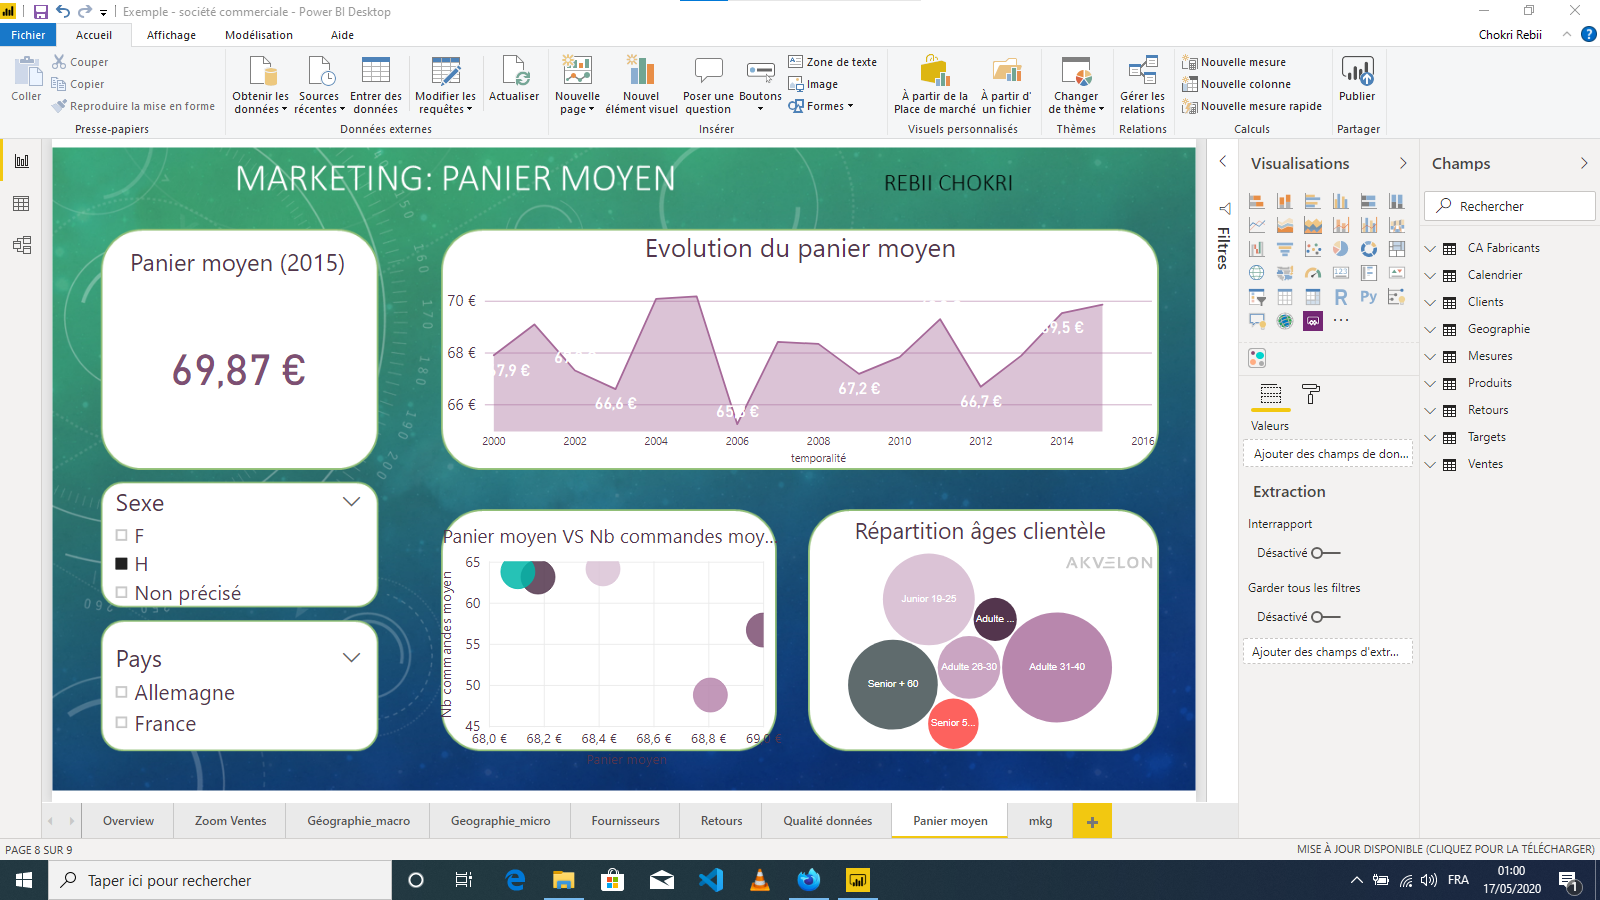 Exemple - société commerciale - Power BI Desktop
Fichier
Accueil
Affichage
Modélisation
Aide
Chokri Rebii
Coller
Couper
Copier
Reproduire la mise en forme
Presse-papiers
Obtenir les données
Sources récentes
Entrer des données
Modifier les requêtes
Actualiser
Données externes
Nouvelle page
Nouvel élément visuel
Poser une question
Boutons
Zone de texte
Image
Formes
Insérer
À partir de la Place de marché
À partir d' un fichier
Visuels personnalisés
Changer de thème
Thèmes
Gérer les relations
Relations
Nouvelle mesure
Nouvelle colonne
Nouvelle mesure rapide
Calculs
Publier
Partager
MARKETING: PANIER MOYEN
REBII CHOKRI
Panier moyen (2015)
69,87 €
Sexe
F
H
Non précisé
Pays
Allemagne
France
Evolution du panier moyen
70 €
68 €
66 €
67,9 €
66,6 €
67,2 €
66,7 €
69,5 €
2000
2002
2004
2006
2008
2010
2012
2014
2016
temporalité
Panier moyen VS Nb commandes moy...
Nb commandes moyen
65
60
55
50
45
68,0 €
68,2 €
68,4 €
68,6 €
68,8 €
69,0 €
Panier moyen
Répartition âges clientèle
AKVELON
Junior 19-25
Adulte ...
Adulte 26-30
Adulte 31-40
Senior + 60
Senior 5...
160
170
180
190
200
260
Filtres
Visualisations
R
Py
Valeurs
Ajouter des champs de don...
Extraction
Interrapport
Désactivé
Garder tous les filtres
Désactivé
Ajouter des champs d'extr...
Champs
Rechercher
CA Fabricants
Calendrier
Clients
Geographie
Mesures
Produits
Retours
Targets
Ventes
Overview
Zoom Ventes
Géographie_macro
Geographie_micro
Fournisseurs
Retours
Qualité données
Panier moyen
mkg
PAGE 8 SUR 9
MISE À JOUR DISPONIBLE (CLIQUEZ POUR LA TÉLÉCHARGER)
Taper ici pour rechercher
FRA
01:00
17/05/2020
1